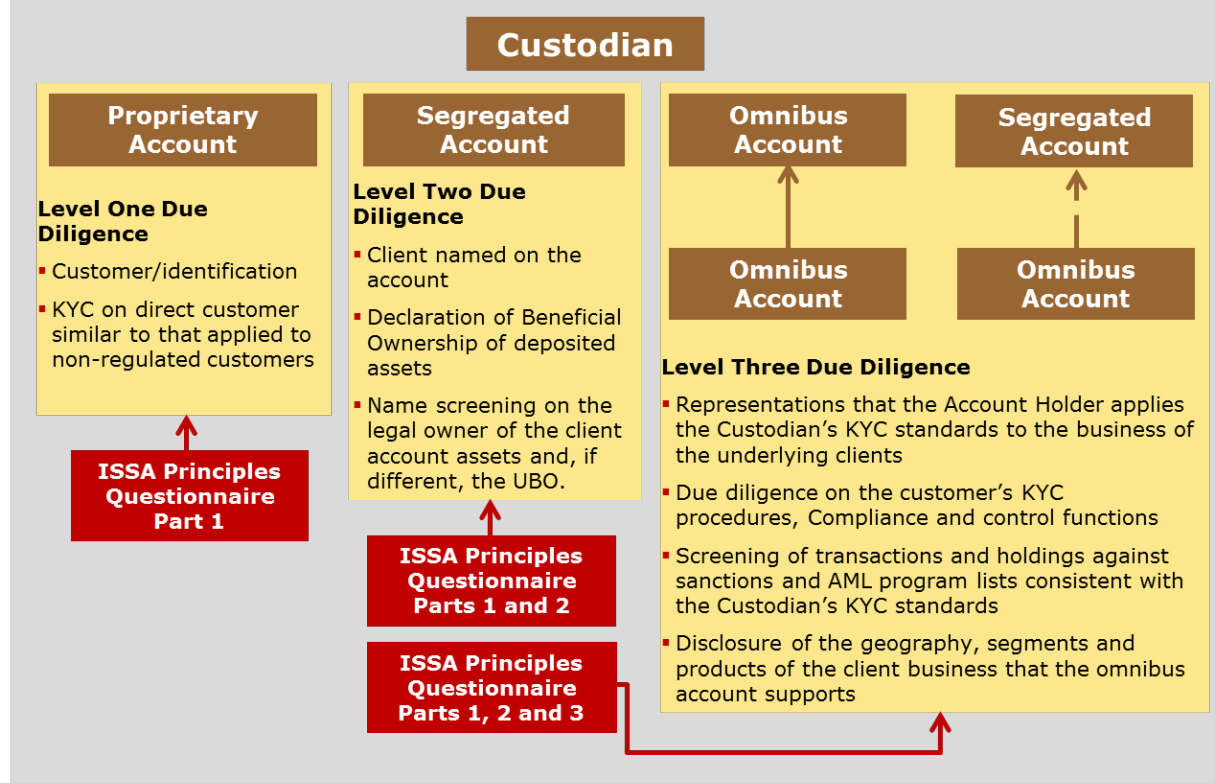 Custodian
Proprietary
Account
Level One Due
Diligence
▪ Customer/identification
▪ KYC on direct customer
similar to that applied to
non-regulated customers
ISSA Principles
Questionnaire
Part 1
Segregated
Account
Level Two Due
Diligence
▪ Client named on the
account
▪ Declaration of Beneficial
Ownership of deposited
assets
▪ Name screening on the
legal owner of the client
account assets and, if
different, the UBO.
ISSA Principles
Questionnaire
Parts 1 and 2
ISSA Principles
Questionnaire
Parts 1, 2 and 3
Omnibus
Account
Segregated
Account
Omnibus
Account
Omnibus
Account
Level Three Due Diligence
▪ Representations that the Account Holder applies
the Custodian’s KYC standards to the business of
the underlying clients
▪ Due diligence on the customer’s KYC
procedures, Compliance and control functions
▪ Screening of transactions and holdings against
sanctions and AML program lists consistent with
the Custodian’s KYC standards
▪ Disclosure of the geography, segments and
products of the client business that the omnibus
account supports